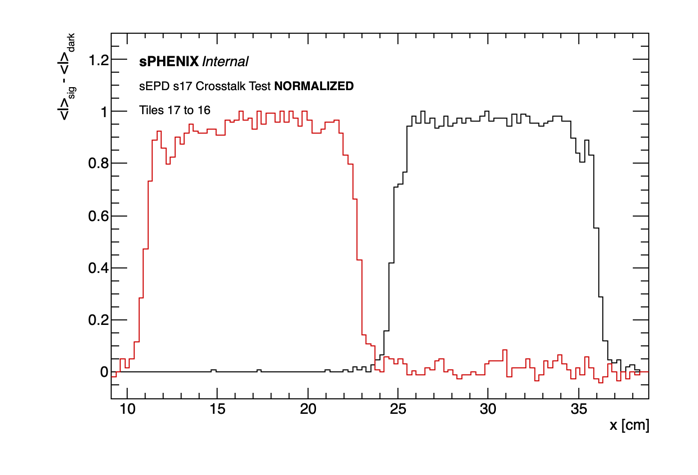 <I>sig - <I>dark
sPHENIX Internal
sEPD s17 Crosstalk Test NORMALIZED
Tiles 17 to 16
1.2
1
0.8
0.6
0.4
0.2
0
10 15 20 25 30 35
x [cm]